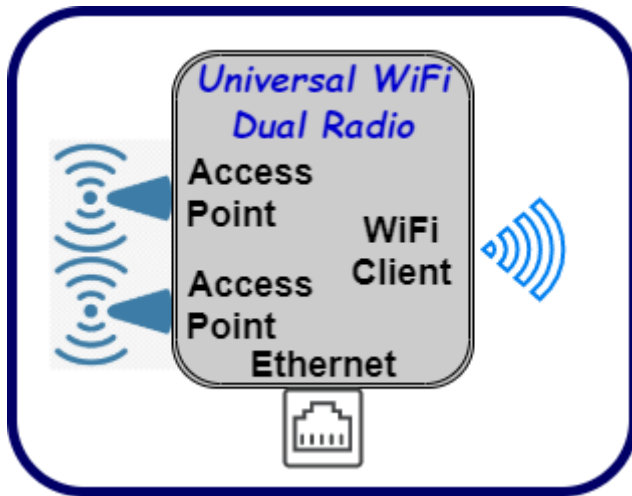 Universal WiFi
Dual Radio
Access
Point
WiFi
Client
Access
Point
Ethernet